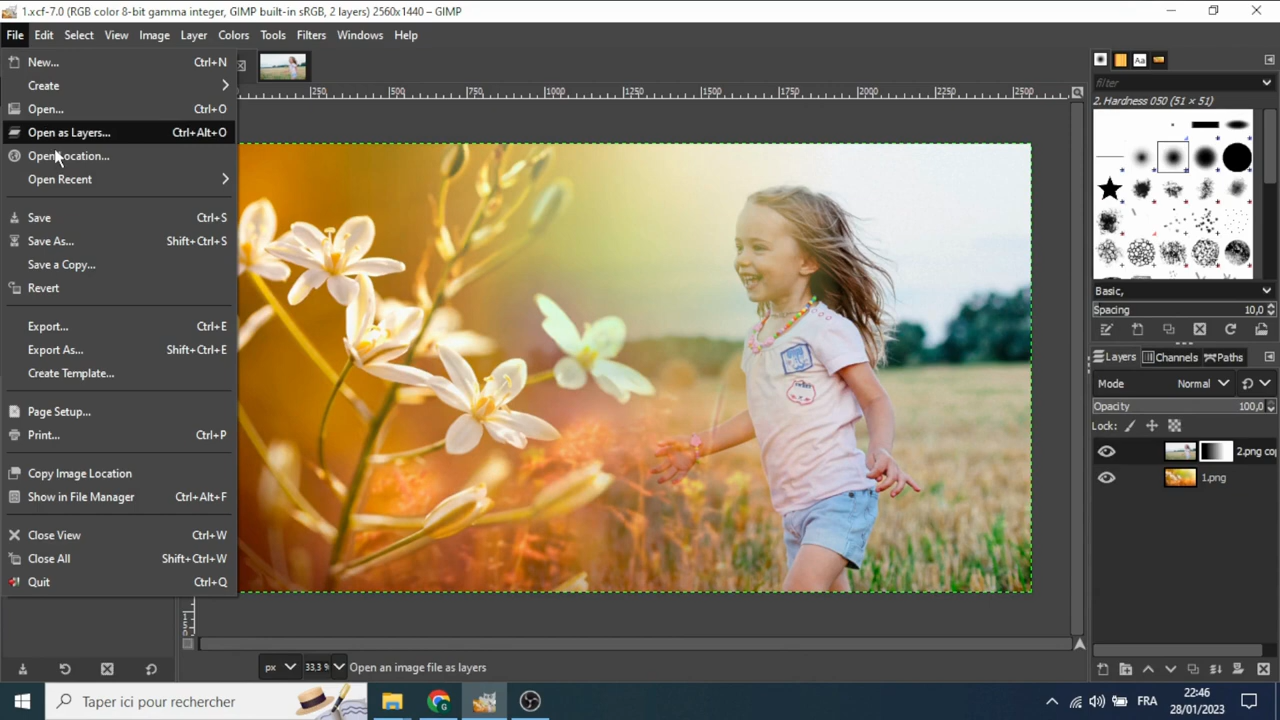 1.xcf-7.0 (RGB color 8-bit gamma integer, GIMP built-in sRGB, 2 layers) 2560x1440 – GIMP
File Edit Select View Image Layer Colors Tools Filters Windows Help
New... Ctrl+N
Create
Open... Ctrl+O
Open as Layers... Ctrl+Alt+O
Open Location...
Open Recent
Save Ctrl+S
Save As... Shift+Ctrl+S
Save a Copy...
Revert
Export... Ctrl+E
Export As... Shift+Ctrl+E
Create Template...
Page Setup...
Print... Ctrl+P
Copy Image Location
Show in File Manager Ctrl+Alt+F
Close View Ctrl+W
Close All Shift+Ctrl+W
Quit Ctrl+Q
250 500 750 1000 1250 1500 1750 2000 2250 2500
filter
2. Hardness 050 (51 × 51)
Basic,
Spacing 10,0
Layers Channels Paths
Mode Normal
Opacity 100,0
Lock:
2.png cop
1.png
px 33,3 % Open an image file as layers
Taper ici pour rechercher
FRA
22:46
28/01/2023